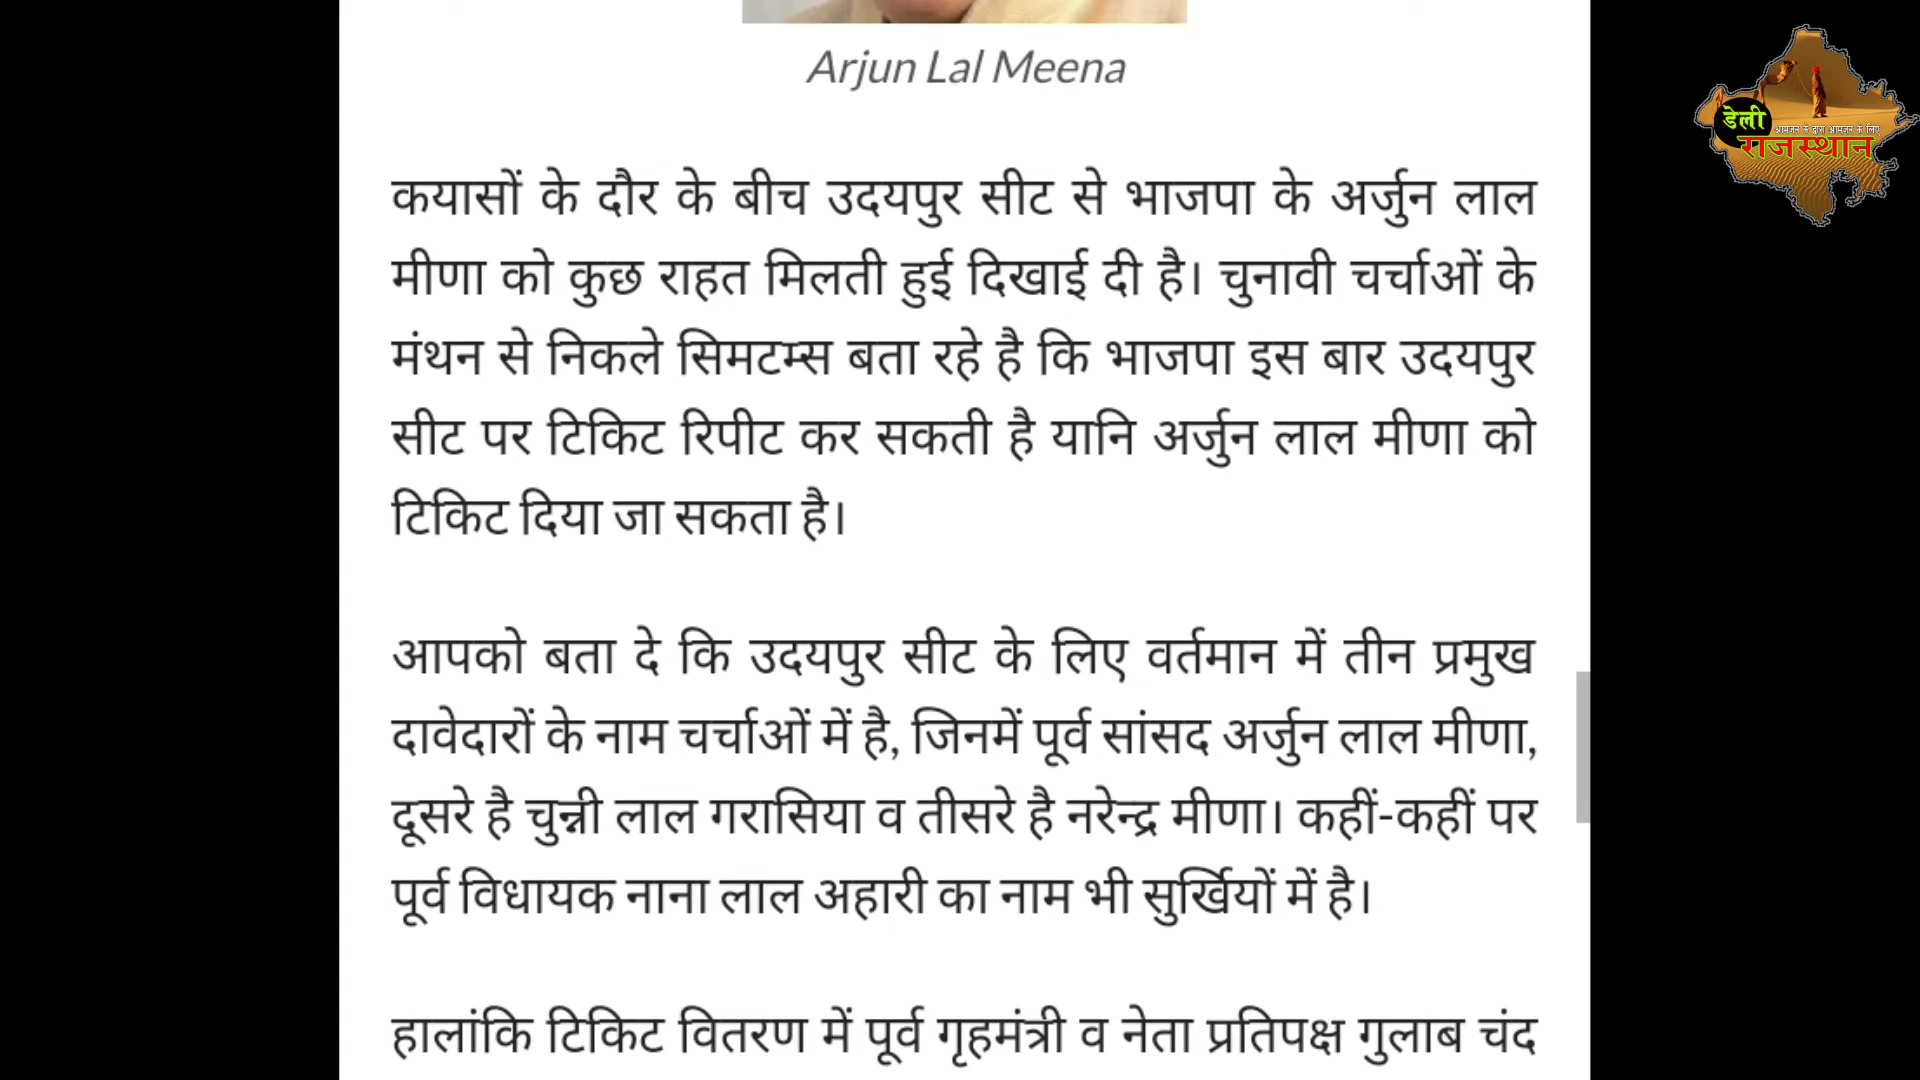 Arjun Lal Meena
कयासों के दौर के बीच उदयपुर सीट से भाजपा के अर्जुन लाल
मीणा को कुछ राहत मिलती हुई दिखाई दी है। चुनावी चर्चाओं के
मंथन से निकले सिमटम्स बता रहे है कि भाजपा इस बार उदयपुर
सीट पर टिकिट रिपीट कर सकती है यानि अर्जुन लाल मीणा को
टिकिट दिया जा सकता है।
आपको बता दे कि उदयपुर सीट के लिए वर्तमान में तीन प्रमुख
दावेदारों के नाम चर्चाओं में है, जिनमें पूर्व सांसद अर्जुन लाल मीणा,
दूसरे है चुन्नी लाल गरासिया व तीसरे है नरेन्द्र मीणा। कहीं-कहीं पर
पूर्व विधायक नाना लाल अहारी का नाम भी सुर्खियों में है।
हालांकि टिकिट वितरण में पूर्व गृहमंत्री व नेता प्रतिपक्ष गुलाब चंद
डेली
आमजन के द्वारा आमजन के लिए
राजस्थान